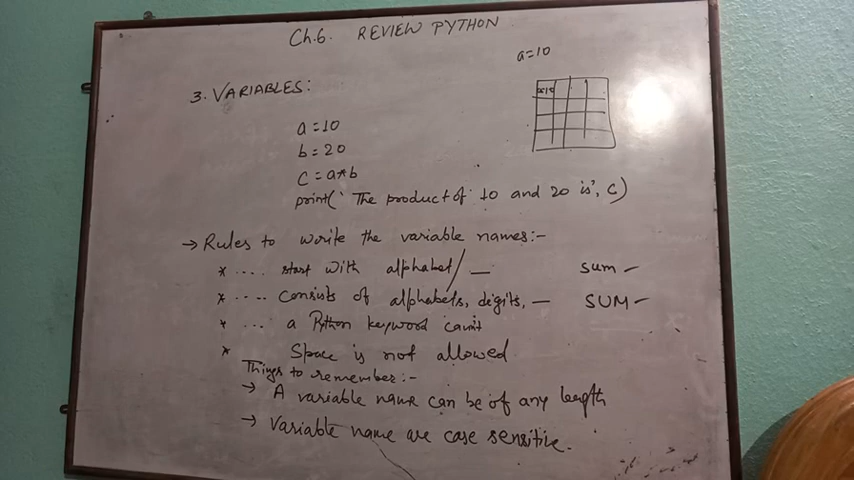 Ch.6. REVIEW PYTHON
a=10
3. VARIABLES:
a=10
b=20
C=a*b
print(' The product of 10 and 20 is', c)
→ Rules to write the variable names:-
* .... start with alphabet/ _ sum -
* .... Consists of alphabets, digits, _ SUM -
* ... a Python keyword can't
* Space is not allowed.
Things to remember:-
→ A variable name can be of any length
→ Variable name are case sensitive.